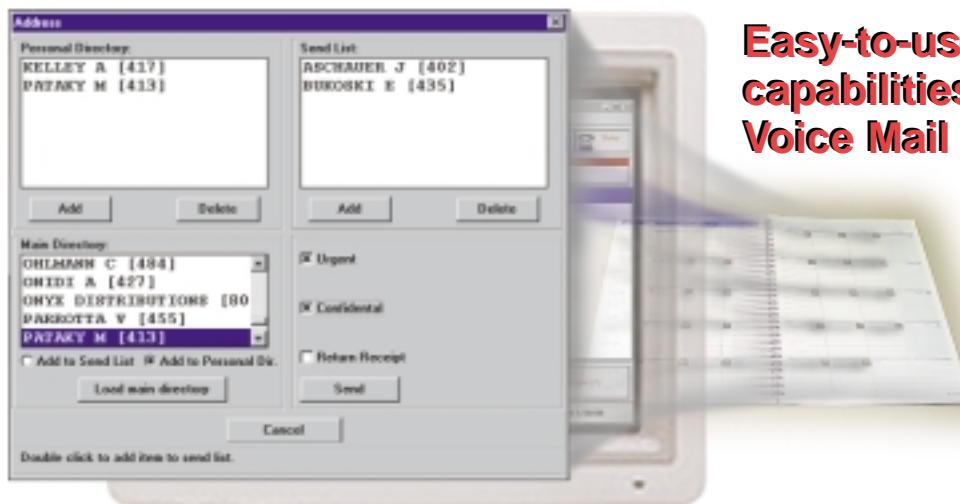 Address
Personal Directory:
KELLEY A [417]
PATAKY M [413]
Add
Delete
Send List:
ASCHAUER J [402]
BUKOSKI E [435]
Add
Delete
Main Directory:
OHLMANN C [484]
ONIDI A [427]
ONYX DISTRIBUTIONS [80
PARROTTA V [455]
PATAKY M [413]
Add to Send List
Add to Personal Dir.
Load main directory
Urgent
Confidental
Return Receipt
Send
Cancel
Double click to add item to send list.
Easy-to-us
capabilities
Voice Mail